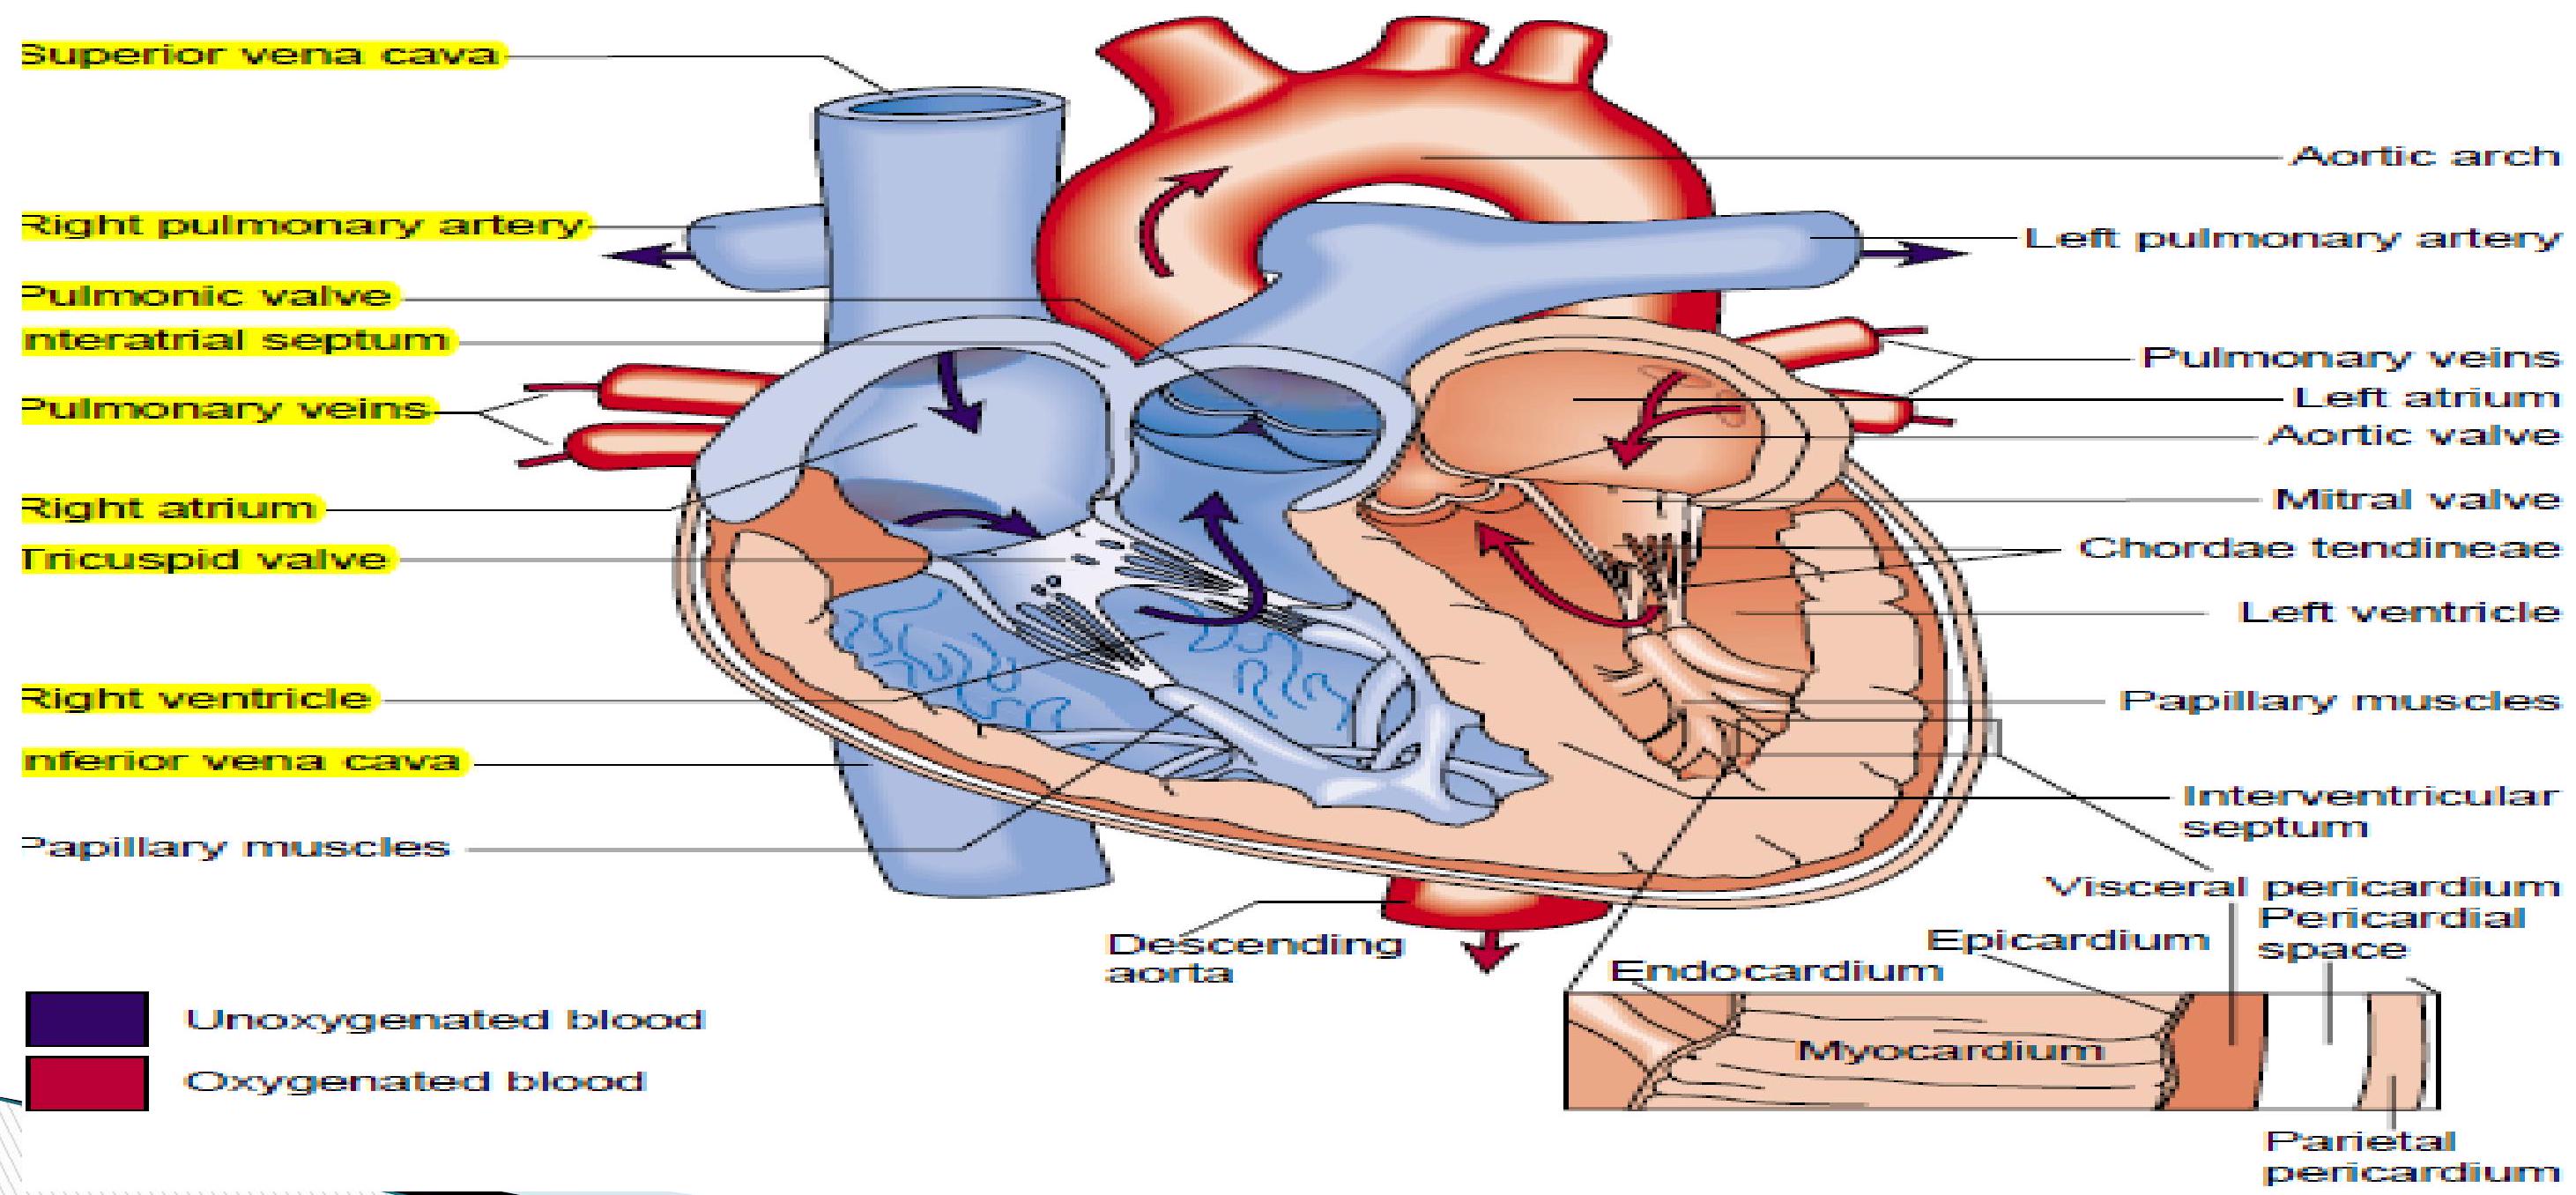 Superior vena cava
Right pulmonary artery
Pulmonic valve
nteratrial septum
Pulmonary veins
Right atrium
Tricuspid valve
Right ventricle
nferior vena cava
Papillary muscles
Aortic arch
Left pulmonary artery
Pulmonary veins
Left atrium
Aortic valve
Mitral valve
Chordae tendineae
Left ventricle
Papillary muscles
Interventricular
septum
Visceral pericardium
Pericardial
space
Epicardium
Endocardium
Myocardium
Parietal
pericardium
Descending
aorta
Unoxygenated blood
Oxygenated blood